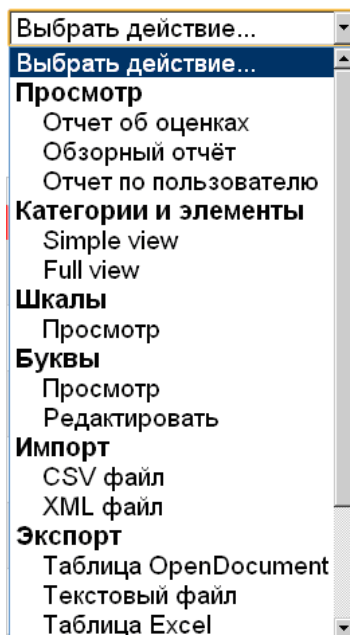 Выбрать действие...
Выбрать действие...
Просмотр
Отчет об оценках
Обзорный отчёт
Отчет по пользователю
Категории и элементы
Simple view
Full view
Шкалы
Просмотр
Буквы
Просмотр
Редактировать
Импорт
CSV файл
XML файл
Экспорт
Таблица OpenDocument
Текстовый файл
Таблица Excel